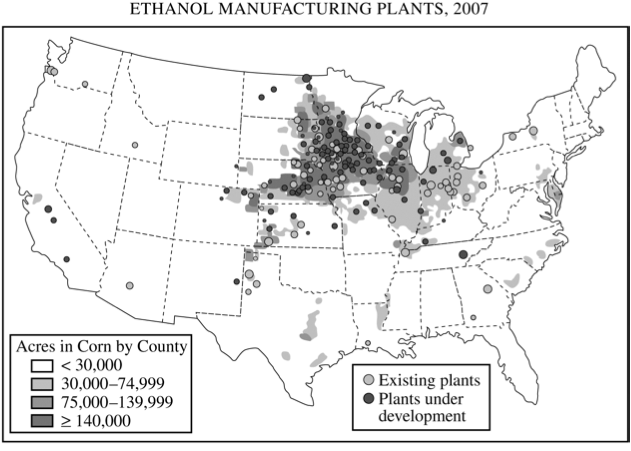 ETHANOL MANUFACTURING PLANTS, 2007
Acres in Corn by County
< 30,000
30,000–74,999
75,000–139,999
≥ 140,000
Existing plants
Plants under
development